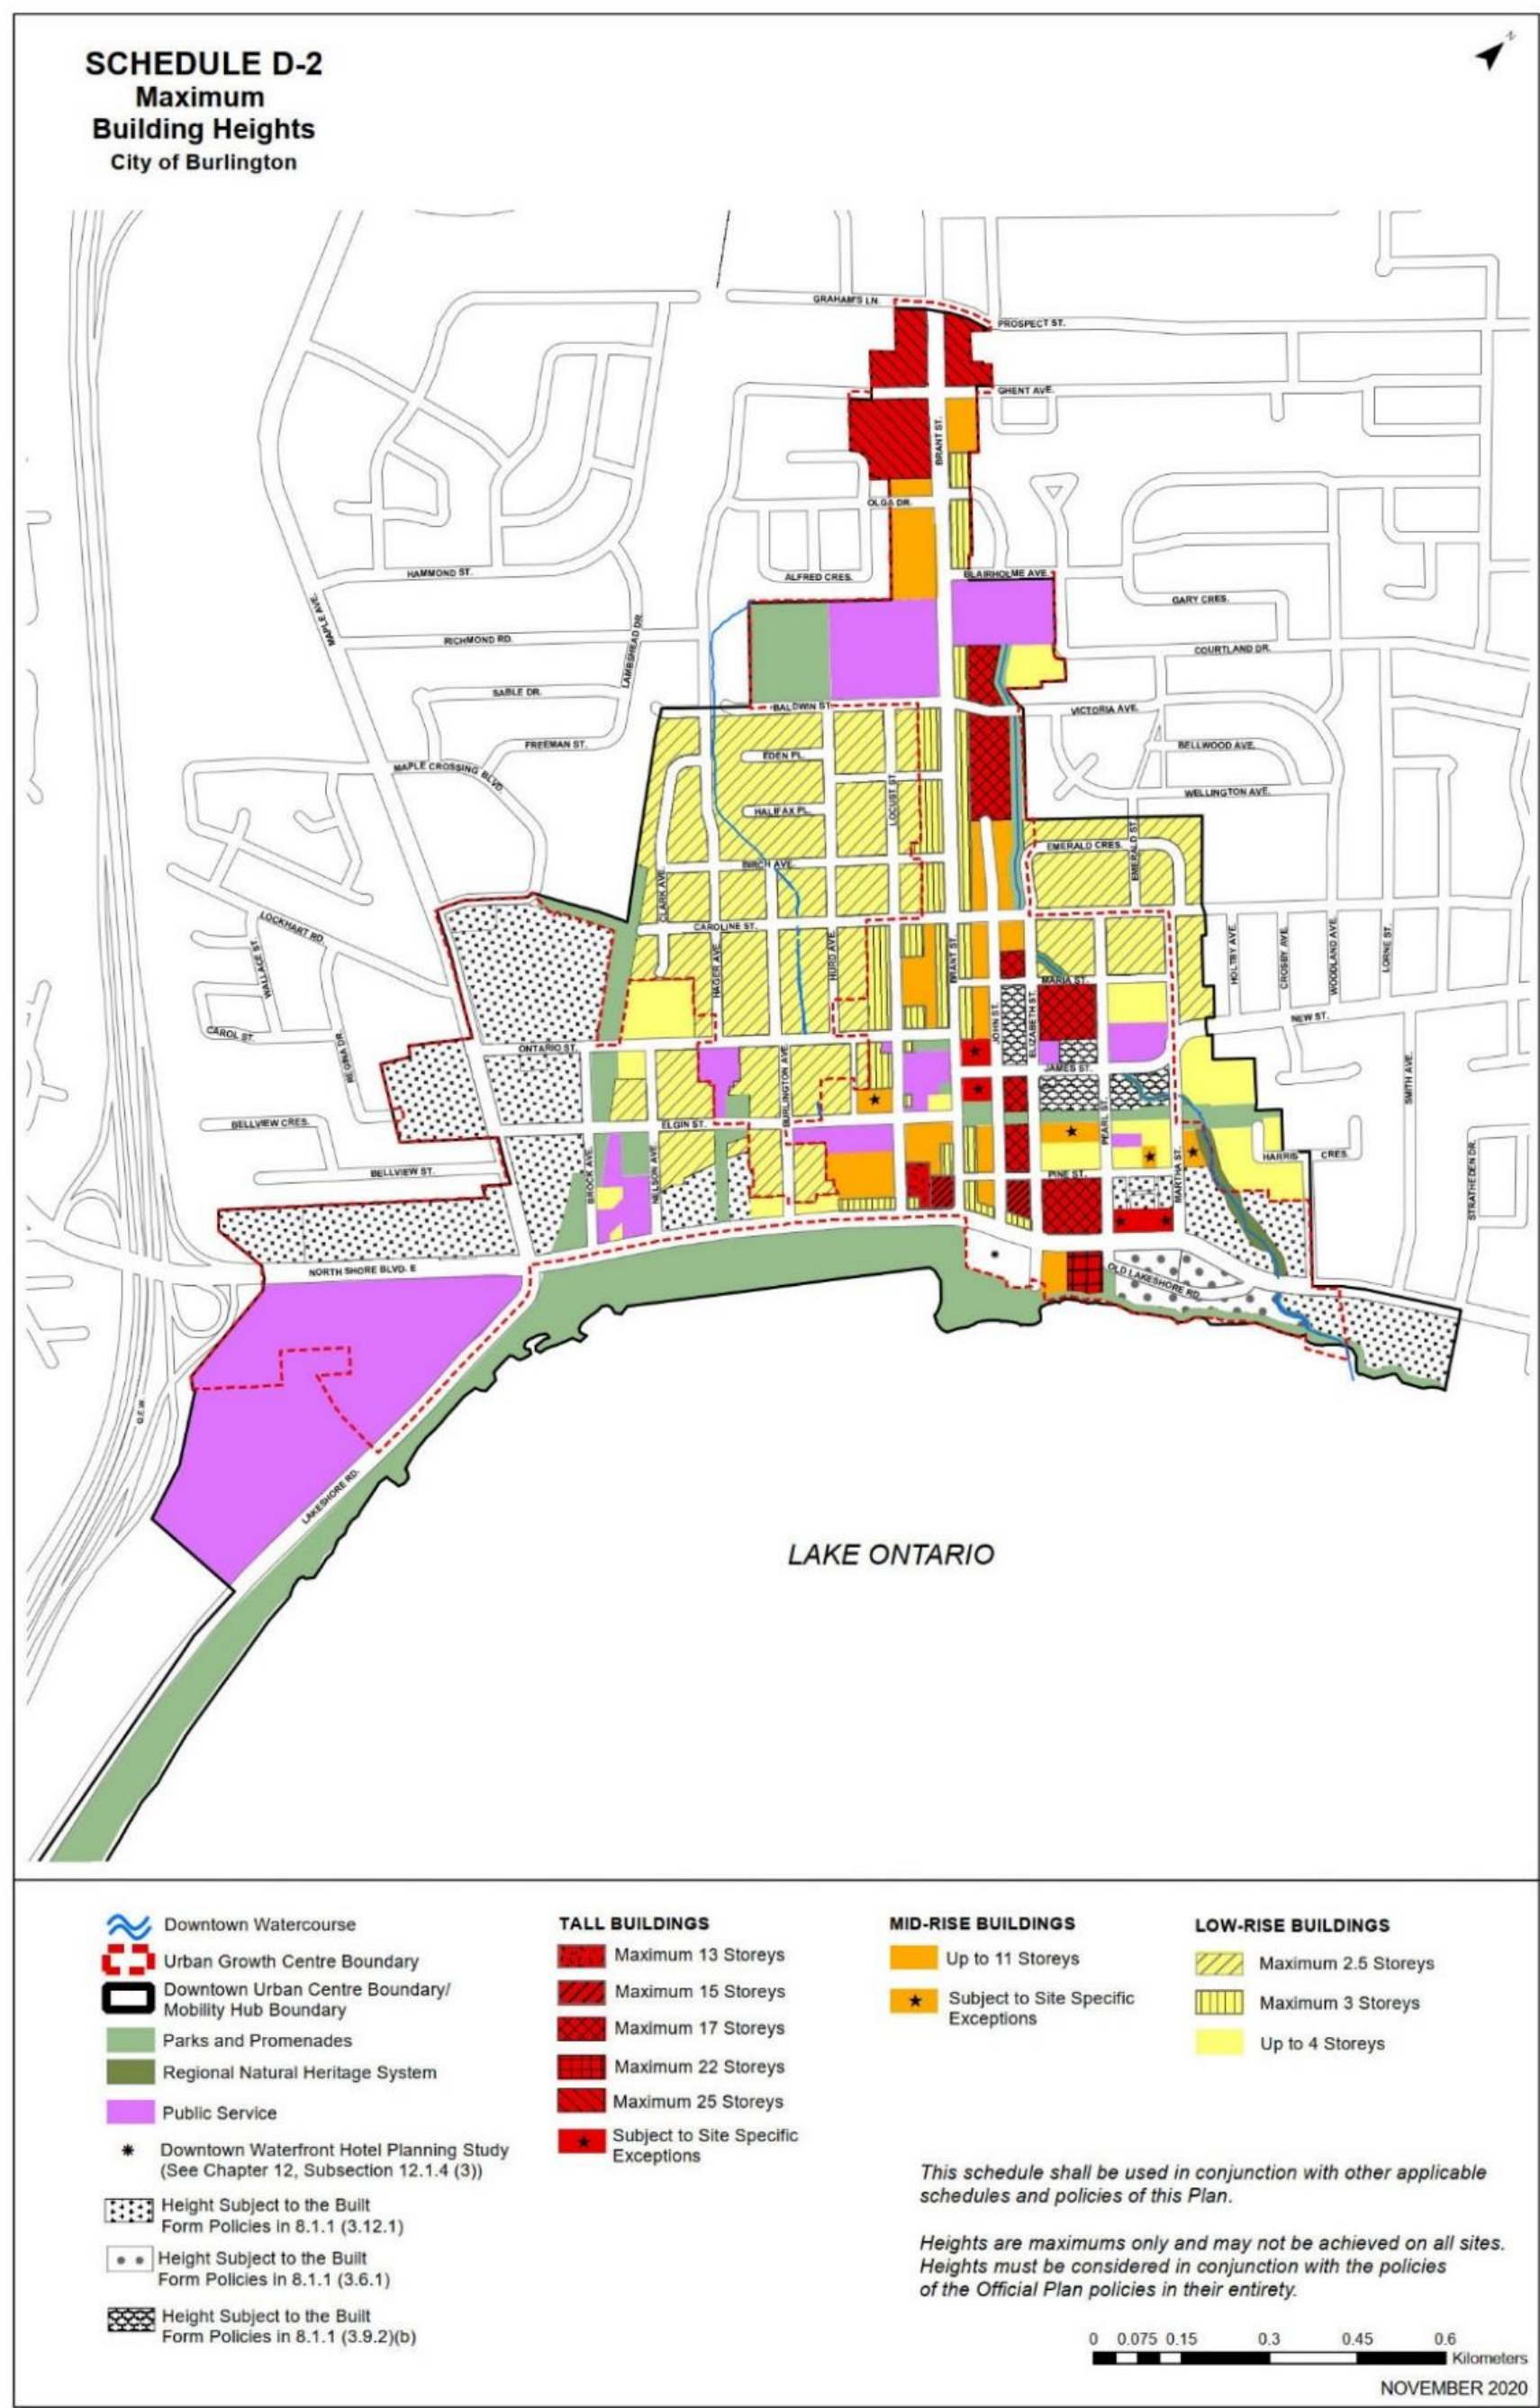 SCHEDULE D-2
Maximum
Building Heights
City of Burlington
N
GRAHAM'S LN.
PROSPECT ST.
GHENT AVE.
BRANT ST.
OLGA DR.
ALFRED CRES.
BLAIRHOLME AVE.
HAMMOND ST.
MAPLE AVE.
RICHMOND RD.
LAMBSHEAD DR.
GARY CRES.
COURTLAND DR.
SABLE DR.
BALDWIN ST.
VICTORIA AVE.
FREEMAN ST.
EDEN PL.
BELLWOOD AVE.
MAPLE CROSSING BLVD.
LOCUST ST.
WELLINGTON AVE.
HALIFAX PL.
EMERALD CRES.
EMERALD ST.
BIRCH AVE.
CLARK AVE.
CAROLINE ST.
LOCKHART RD.
WALLACE ST.
HAGER AVE.
HURD AVE.
BRANT ST.
MARIA ST.
HOLTBY AVE.
CROSBY AVE.
WOODLAND AVE.
LORNE ST.
NEW ST.
CAROL ST.
REGINA DR.
ONTARIO ST.
JOHN ST.
ELIZABETH ST.
JAMES ST.
BURLINGTON AVE.
SMITH AVE.
BELLVIEW CRES.
ELGIN ST.
PEARL ST.
BELLVIEW ST.
BROCK AVE.
NELSON AVE.
PINE ST.
MARTHA ST.
HARRIS CRES.
STRATHEDEN DR.
NORTH SHORE BLVD. E
OLD LAKESHORE RD.
Q.E.W.
LAKESHORE RD.
LAKE ONTARIO
Downtown Watercourse
Urban Growth Centre Boundary
Downtown Urban Centre Boundary/
Mobility Hub Boundary
Parks and Promenades
Regional Natural Heritage System
Public Service
Downtown Waterfront Hotel Planning Study
(See Chapter 12, Subsection 12.1.4 (3))
Height Subject to the Built
Form Policies in 8.1.1 (3.12.1)
Height Subject to the Built
Form Policies in 8.1.1 (3.6.1)
Height Subject to the Built
Form Policies in 8.1.1 (3.9.2)(b)
TALL BUILDINGS
Maximum 13 Storeys
Maximum 15 Storeys
Maximum 17 Storeys
Maximum 22 Storeys
Maximum 25 Storeys
Subject to Site Specific
Exceptions
MID-RISE BUILDINGS
Up to 11 Storeys
Subject to Site Specific
Exceptions
LOW-RISE BUILDINGS
Maximum 2.5 Storeys
Maximum 3 Storeys
Up to 4 Storeys
This schedule shall be used in conjunction with other applicable
schedules and policies of this Plan.
Heights are maximums only and may not be achieved on all sites.
Heights must be considered in conjunction with the policies
of the Official Plan policies in their entirety.
0 0.075 0.15 0.3 0.45 0.6
Kilometers
NOVEMBER 2020